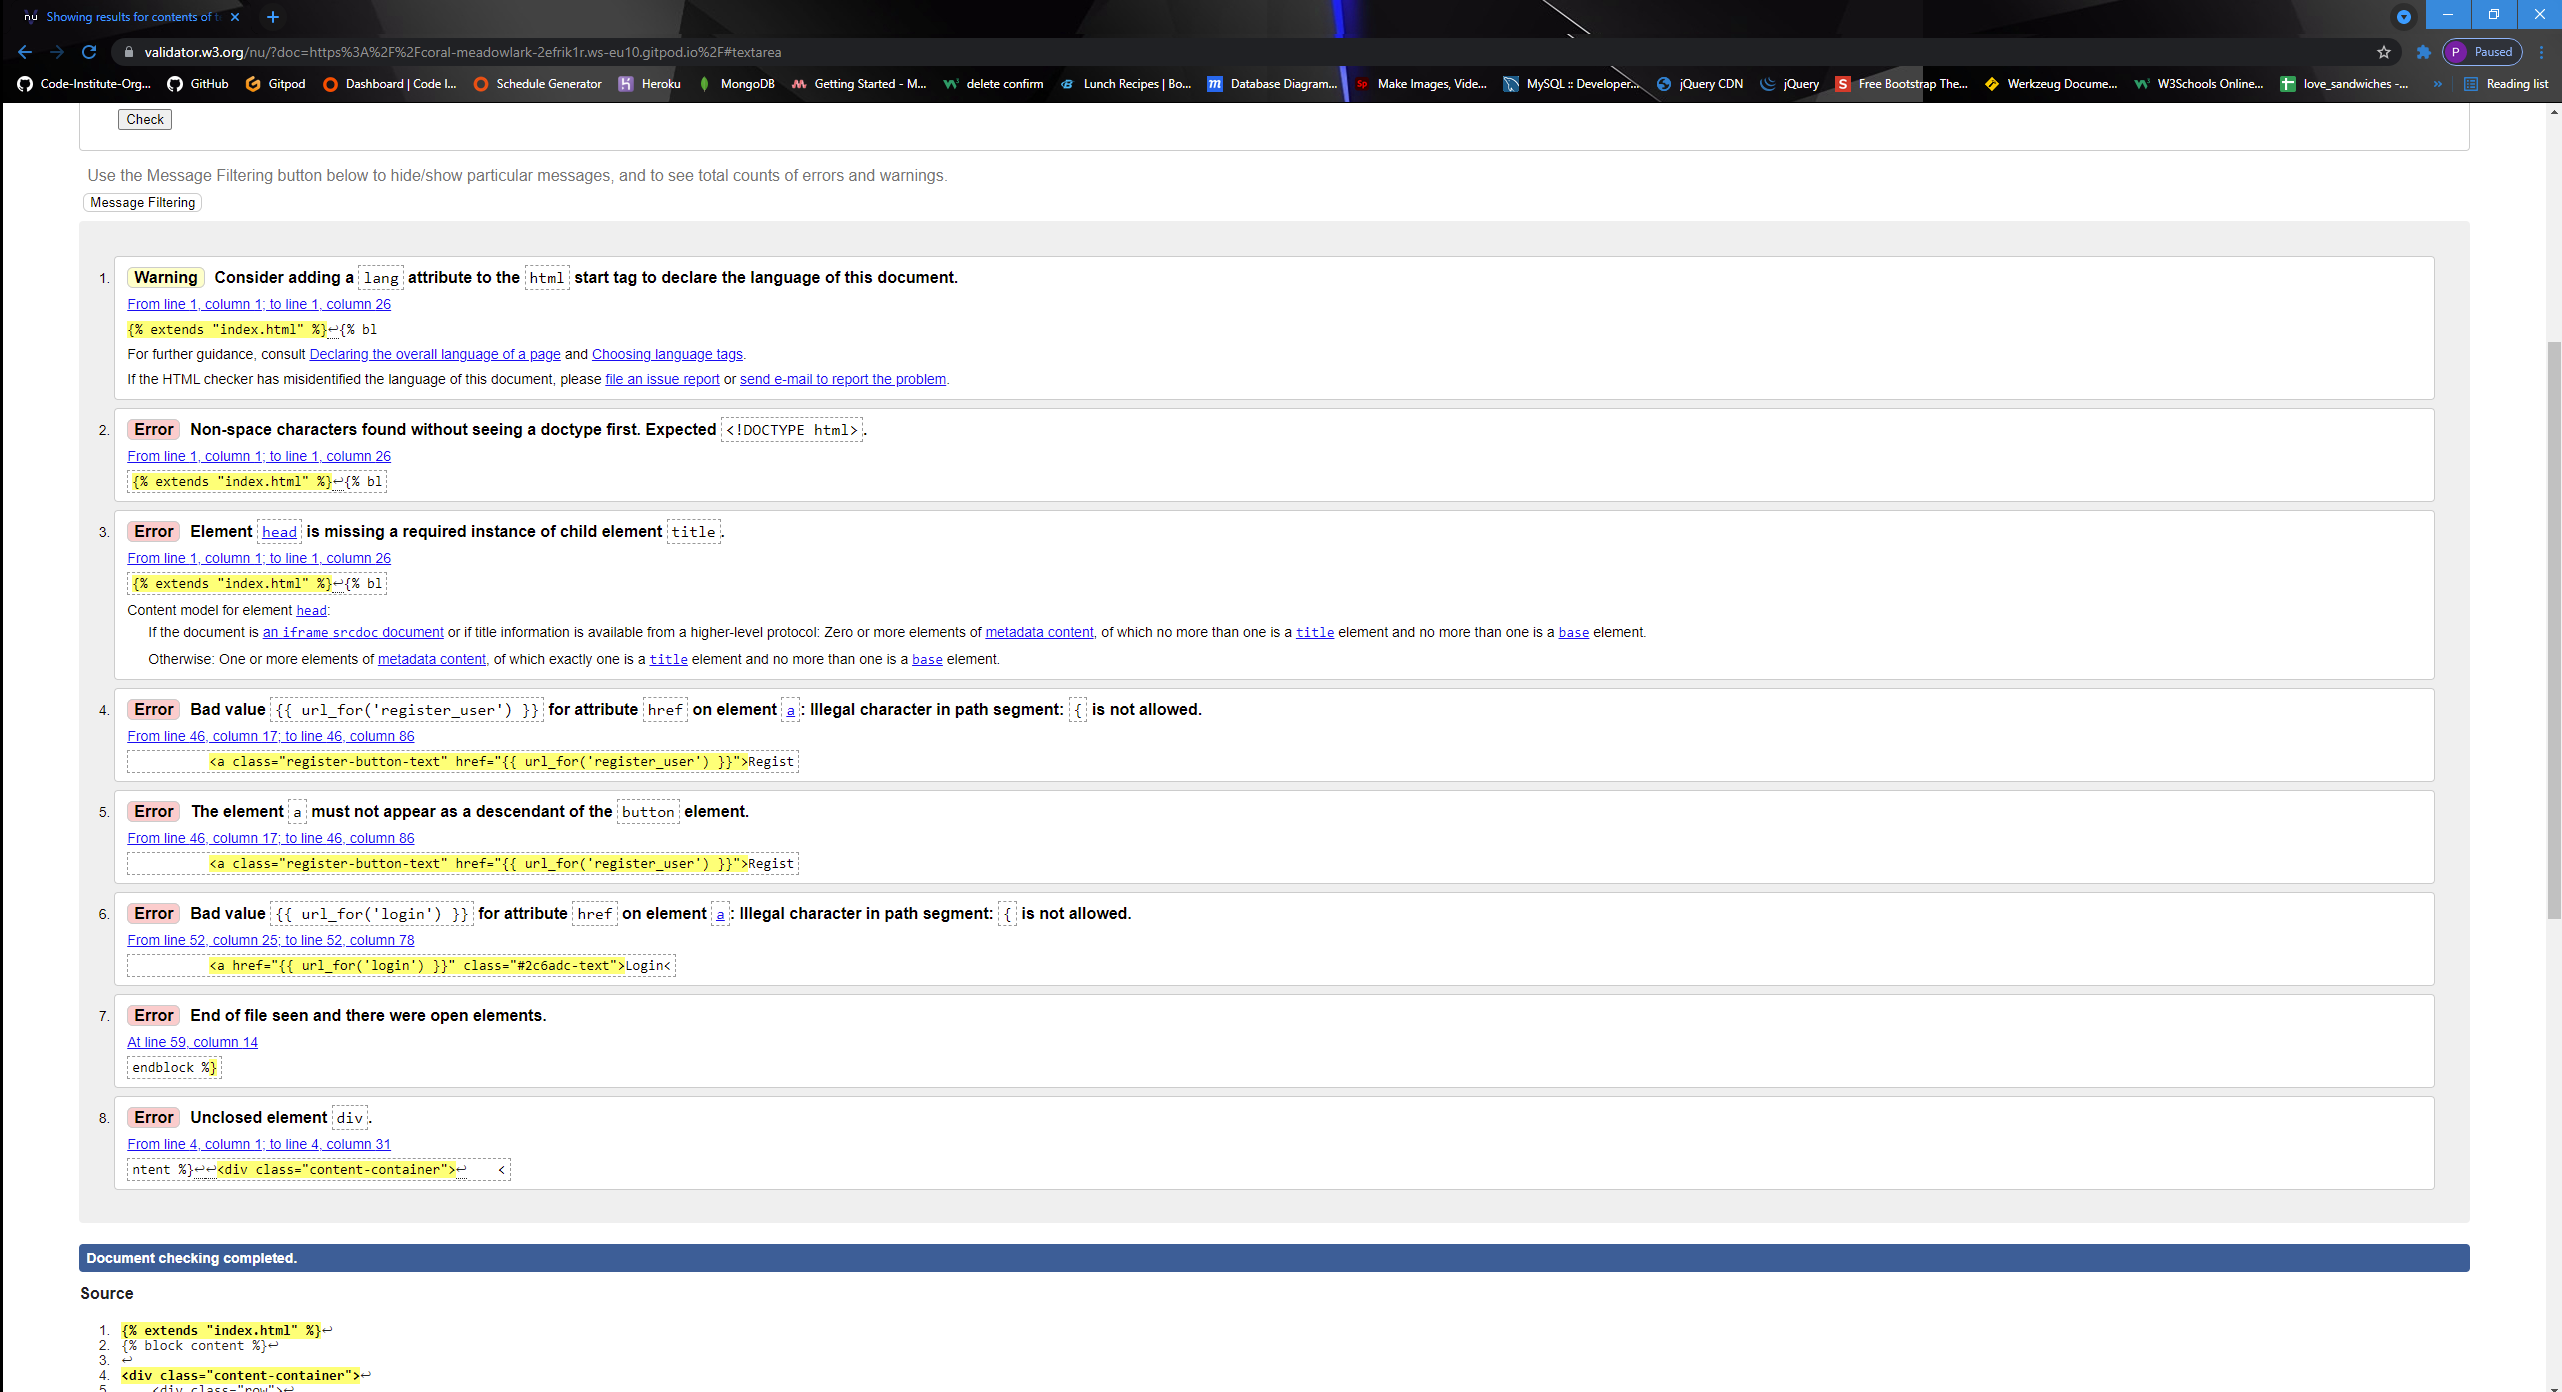 Showing results for contents of t
validator.w3.org/nu/?doc=https%3A%2F%2Fcoral-meadowlark-2efrik1r.ws-eu10.gitpod.io%2F#textarea
P Paused
Code-Institute-Org... GitHub Gitpod Dashboard | Code I... Schedule Generator Heroku MongoDB Getting Started - M... delete confirm Lunch Recipes | Bo... Database Diagram... Make Images, Vide... MySQL :: Developer... jQuery CDN jQuery Free Bootstrap The... Werkzeug Docume... W3Schools Online... love_sandwiches -... » Reading list
Check
Use the Message Filtering button below to hide/show particular messages, and to see total counts of errors and warnings.
Message Filtering
1. Warning Consider adding a lang attribute to the html start tag to declare the language of this document.
From line 1, column 1; to line 1, column 26
{% extends "index.html" %}↩{% bl
For further guidance, consult Declaring the overall language of a page and Choosing language tags.
If the HTML checker has misidentified the language of this document, please file an issue report or send e-mail to report the problem.
2. Error Non-space characters found without seeing a doctype first. Expected <!DOCTYPE html>.
From line 1, column 1; to line 1, column 26
{% extends "index.html" %}↩{% bl
3. Error Element head is missing a required instance of child element title.
From line 1, column 1; to line 1, column 26
{% extends "index.html" %}↩{% bl
Content model for element head:
If the document is an iframe srcdoc document or if title information is available from a higher-level protocol: Zero or more elements of metadata content, of which no more than one is a title element and no more than one is a base element.
Otherwise: One or more elements of metadata content, of which exactly one is a title element and no more than one is a base element.
4. Error Bad value {{ url_for('register_user') }} for attribute href on element a: Illegal character in path segment: { is not allowed.
From line 46, column 17; to line 46, column 86
<a class="register-button-text" href="{{ url_for('register_user') }}">Regist
5. Error The element a must not appear as a descendant of the button element.
From line 46, column 17; to line 46, column 86
<a class="register-button-text" href="{{ url_for('register_user') }}">Regist
6. Error Bad value {{ url_for('login') }} for attribute href on element a: Illegal character in path segment: { is not allowed.
From line 52, column 25; to line 52, column 78
<a href="{{ url_for('login') }}" class="#2c6adc-text">Login<
7. Error End of file seen and there were open elements.
At line 59, column 14
endblock %}
8. Error Unclosed element div.
From line 4, column 1; to line 4, column 31
ntent %}↩↩<div class="content-container">↩ <
Document checking completed.
Source
1. {% extends "index.html" %}↩
2. {% block content %}↩
3. ↩
4. <div class="content-container">↩
5. <div class="row">↩